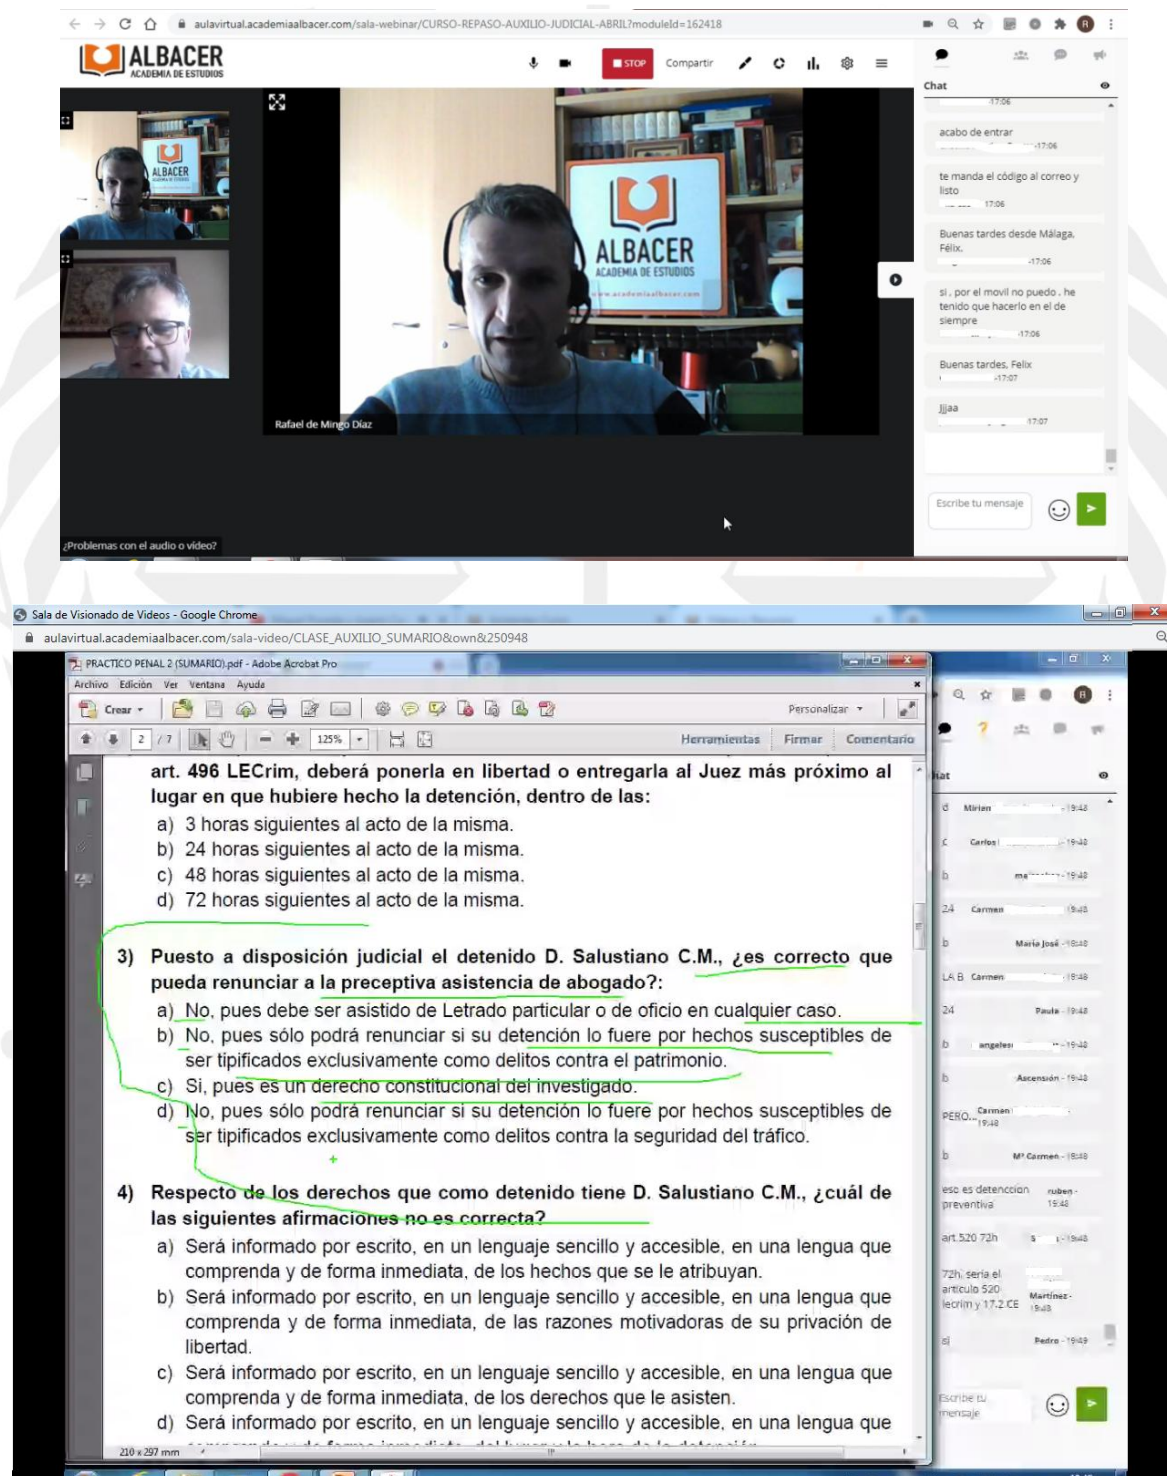 aulavirtual.academiaalbacer.com/sala-webinar/CURSO-REPASO-AUXILIO-JUDICIAL-ABRIL?moduleId=162418
ALBACER
ACADEMIA DE ESTUDIOS
STOP
Compartir
Chat
-17:06
acabo de entrar
-17:06
te manda el código al correo y
listo
17:06
Buenas tardes desde Málaga,
Félix.
-17:06
si , por el movil no puedo . he
tenido que hacerlo en el de
siempre
-17:06
Buenas tardes, Felix
-17:07
Jjjaa
-17:07
Escribe tu mensaje
ALBACER
ALBACER
ACADEMIA DE ESTUDIOS
www.academiaalbacer.com
Rafael de Mingo Díaz
¿Problemas con el audio o vídeo?
Sala de Visionado de Videos - Google Chrome
aulavirtual.academiaalbacer.com/sala-video/CLASE_AUXILIO_SUMARIO&own&250948
PRACTICO PENAL 2 (SUMARIO).pdf - Adobe Acrobat Pro
Archivo Edición Ver Ventana Ayuda
Crear
Personalizar
2 / 7
125%
Herramientas Firmar Comentario
art. 496 LECrim, deberá ponerla en libertad o entregarla al Juez más próximo al
lugar en que hubiere hecho la detención, dentro de las:
a) 3 horas siguientes al acto de la misma.
b) 24 horas siguientes al acto de la misma.
c) 48 horas siguientes al acto de la misma.
d) 72 horas siguientes al acto de la misma.
3) Puesto a disposición judicial el detenido D. Salustiano C.M., ¿es correcto que
pueda renunciar a la preceptiva asistencia de abogado?:
a) No, pues debe ser asistido de Letrado particular o de oficio en cualquier caso.
b) No, pues sólo podrá renunciar si su detención lo fuere por hechos susceptibles de
ser tipificados exclusivamente como delitos contra el patrimonio.
c) Si, pues es un derecho constitucional del investigado.
d) No, pues sólo podrá renunciar si su detención lo fuere por hechos susceptibles de
ser tipificados exclusivamente como delitos contra la seguridad del tráfico.
4) Respecto de los derechos que como detenido tiene D. Salustiano C.M., ¿cuál de
las siguientes afirmaciones no es correcta?
a) Será informado por escrito, en un lenguaje sencillo y accesible, en una lengua que
comprenda y de forma inmediata, de los hechos que se le atribuyan.
b) Será informado por escrito, en un lenguaje sencillo y accesible, en una lengua que
comprenda y de forma inmediata, de las razones motivadoras de su privación de
libertad.
c) Será informado por escrito, en un lenguaje sencillo y accesible, en una lengua que
comprenda y de forma inmediata, de los derechos que le asisten.
d) Será informado por escrito, en un lenguaje sencillo y accesible, en una lengua que
210 x 297 mm
hat
d Mirian - 19:48
C Carlos - 19:48
b - 19:48
24 Carmen 19:48
b Maria José - 19:48
LA B Carmen - 19:48
24 Paula - 19:48
b angeles - 19:48
b Ascensión - 19:48
PERO... Carmen
19:48
b Mª Carmen - 19:48
eso es detencción ruben -
preventiva 19:48
art.520 72h - 19:48
72h. seria el
articulo 520 Martínez -
lecrim y 17.2 CE 19:48
si Pedro - 19:49
Escribe tu
mensaje